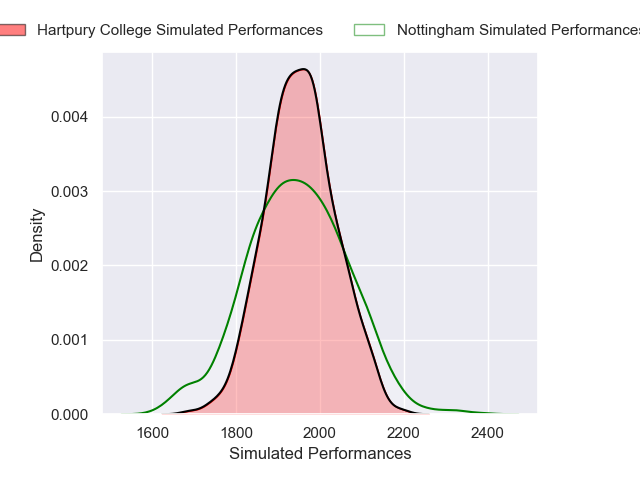 Hartpury College Simulated Performances Nottingham Simulated Performances
0.004
0.003
0.002
0.001
0.000
Density
1600 1800 2000 2200 2400
Simulated Performances